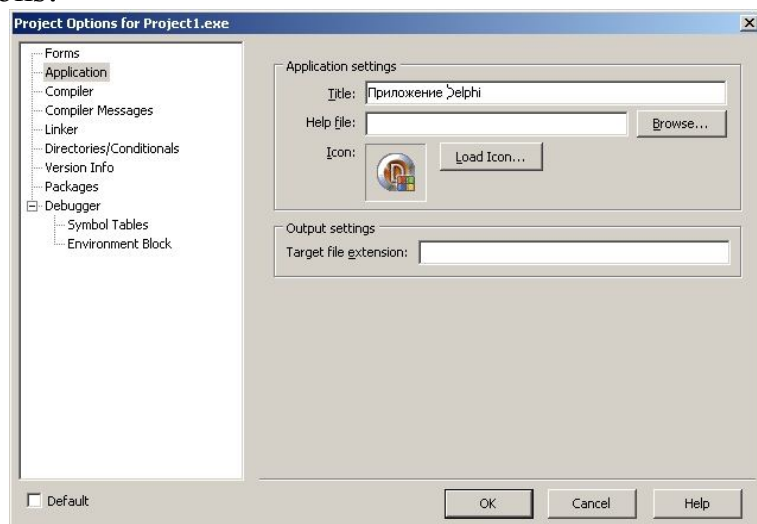 ons.
Project Options for Project1.exe
Forms
Application
Compiler
Compiler Messages
Linker
Directories/Conditionals
Version Info
Packages
Debugger
Symbol Tables
Environment Block
Application settings
Title: Приложение Delphi
Help file:
Browse...
Icon:
Load Icon...
Output settings
Target file extension:
Default
OK Cancel Help